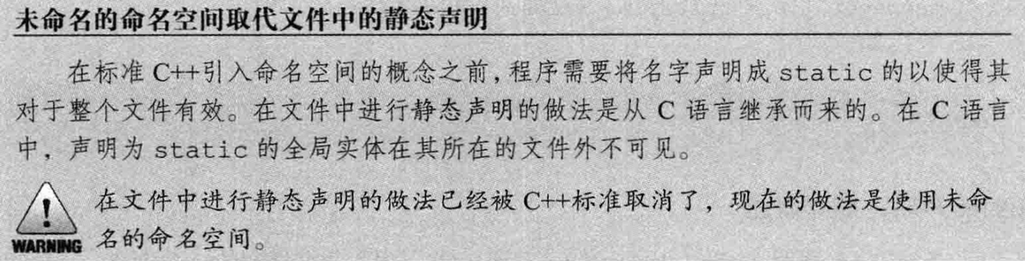 未命名的命名空间取代文件中的静态声明
在标准 C++引入命名空间的概念之前，程序需要将名字声明成 static 的以使得其
对于整个文件有效。在文件中进行静态声明的做法是从 C 语言继承而来的。在 C 语言
中，声明为 static 的全局实体在其所在的文件外不可见。
在文件中进行静态声明的做法已经被 C++标准取消了，现在的做法是使用未命
WARNING 名的命名空间。